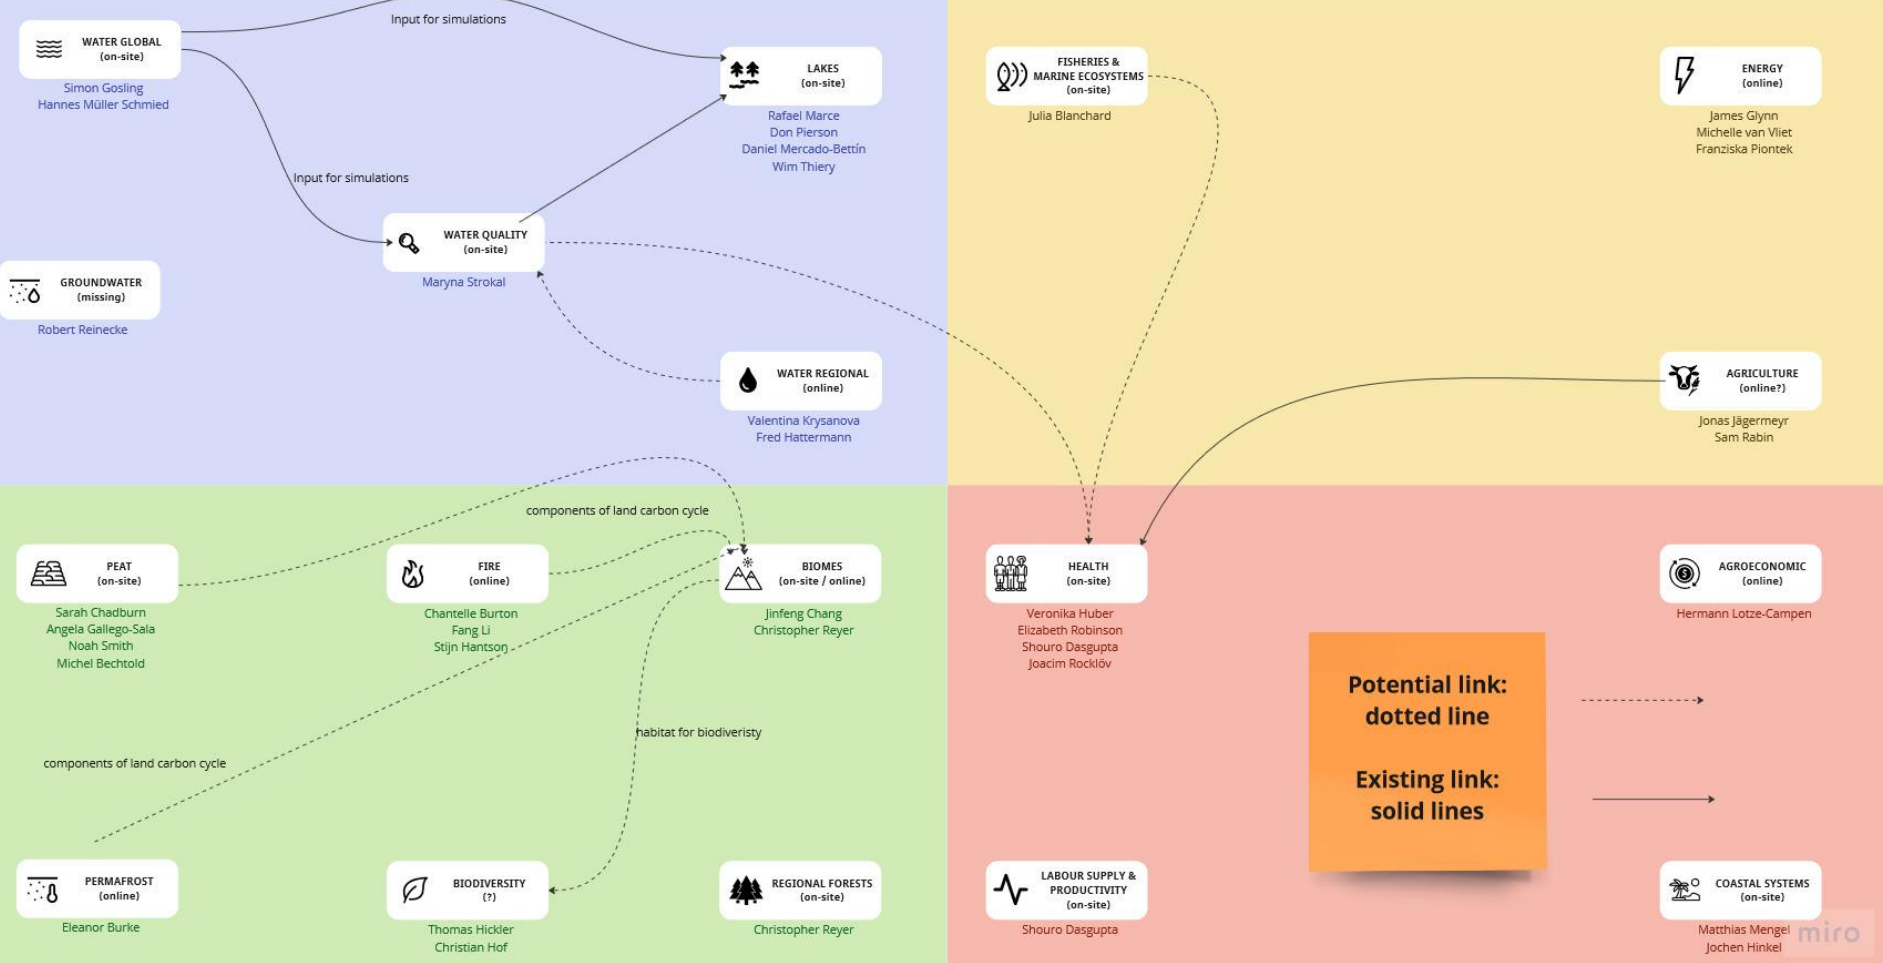 Input for simulations
WATER GLOBAL
(on-site)
Simon Gosling
Hannes Müller Schmied
LAKES
(on-site)
Rafael Marce
Don Pierson
Daniel Mercado-Bettín
Wim Thiery
Input for simulations
WATER QUALITY
(on-site)
Maryna Strokal
GROUNDWATER
(missing)
Robert Reinecke
WATER REGIONAL
(online)
Valentina Krysanova
Fred Hattermann
FISHERIES &
MARINE ECOSYSTEMS
(on-site)
Julia Blanchard
ENERGY
(online)
James Glynn
Michelle van Vliet
Franziska Piontek
AGRICULTURE
(online?)
Jonas Jägermeyr
Sam Rabin
components of land carbon cycle
PEAT
(on-site)
Sarah Chadburn
Angela Gallego-Sala
Noah Smith
Michel Bechtold
FIRE
(online)
Chantelle Burton
Fang Li
Stijn Hantson
BIOMES
(on-site / online)
Jinfeng Chang
Christopher Reyer
habitat for biodiveristy
components of land carbon cycle
PERMAFROST
(online)
Eleanor Burke
BIODIVERSITY
(?)
Thomas Hickler
Christian Hof
REGIONAL FORESTS
(on-site)
Christopher Reyer
HEALTH
(on-site)
Veronika Huber
Elizabeth Robinson
Shouro Dasgupta
Joacim Rocklöv
AGROECONOMIC
(online)
Hermann Lotze-Campen
Potential link:
dotted line
Existing link:
solid lines
LABOUR SUPPLY &
PRODUCTIVITY
(on-site)
Shouro Dasgupta
COASTAL SYSTEMS
(on-site)
Matthias Mengel
Jochen Hinkel
miro